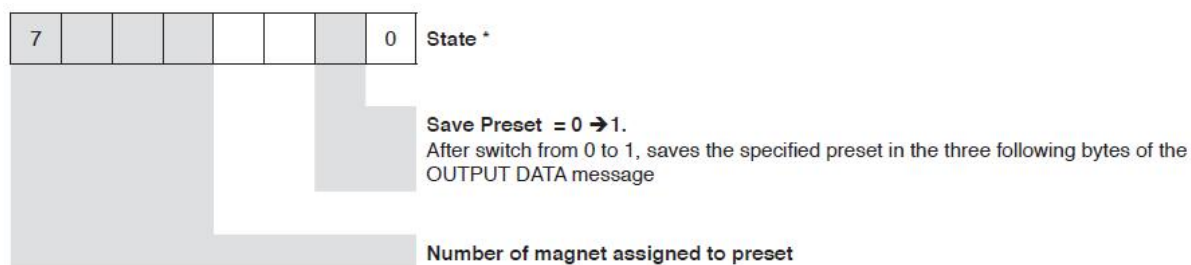 7 0 State *
Save Preset = 0 ➔1.
After switch from 0 to 1, saves the specified preset in the three following bytes of the
OUTPUT DATA message
Number of magnet assigned to preset